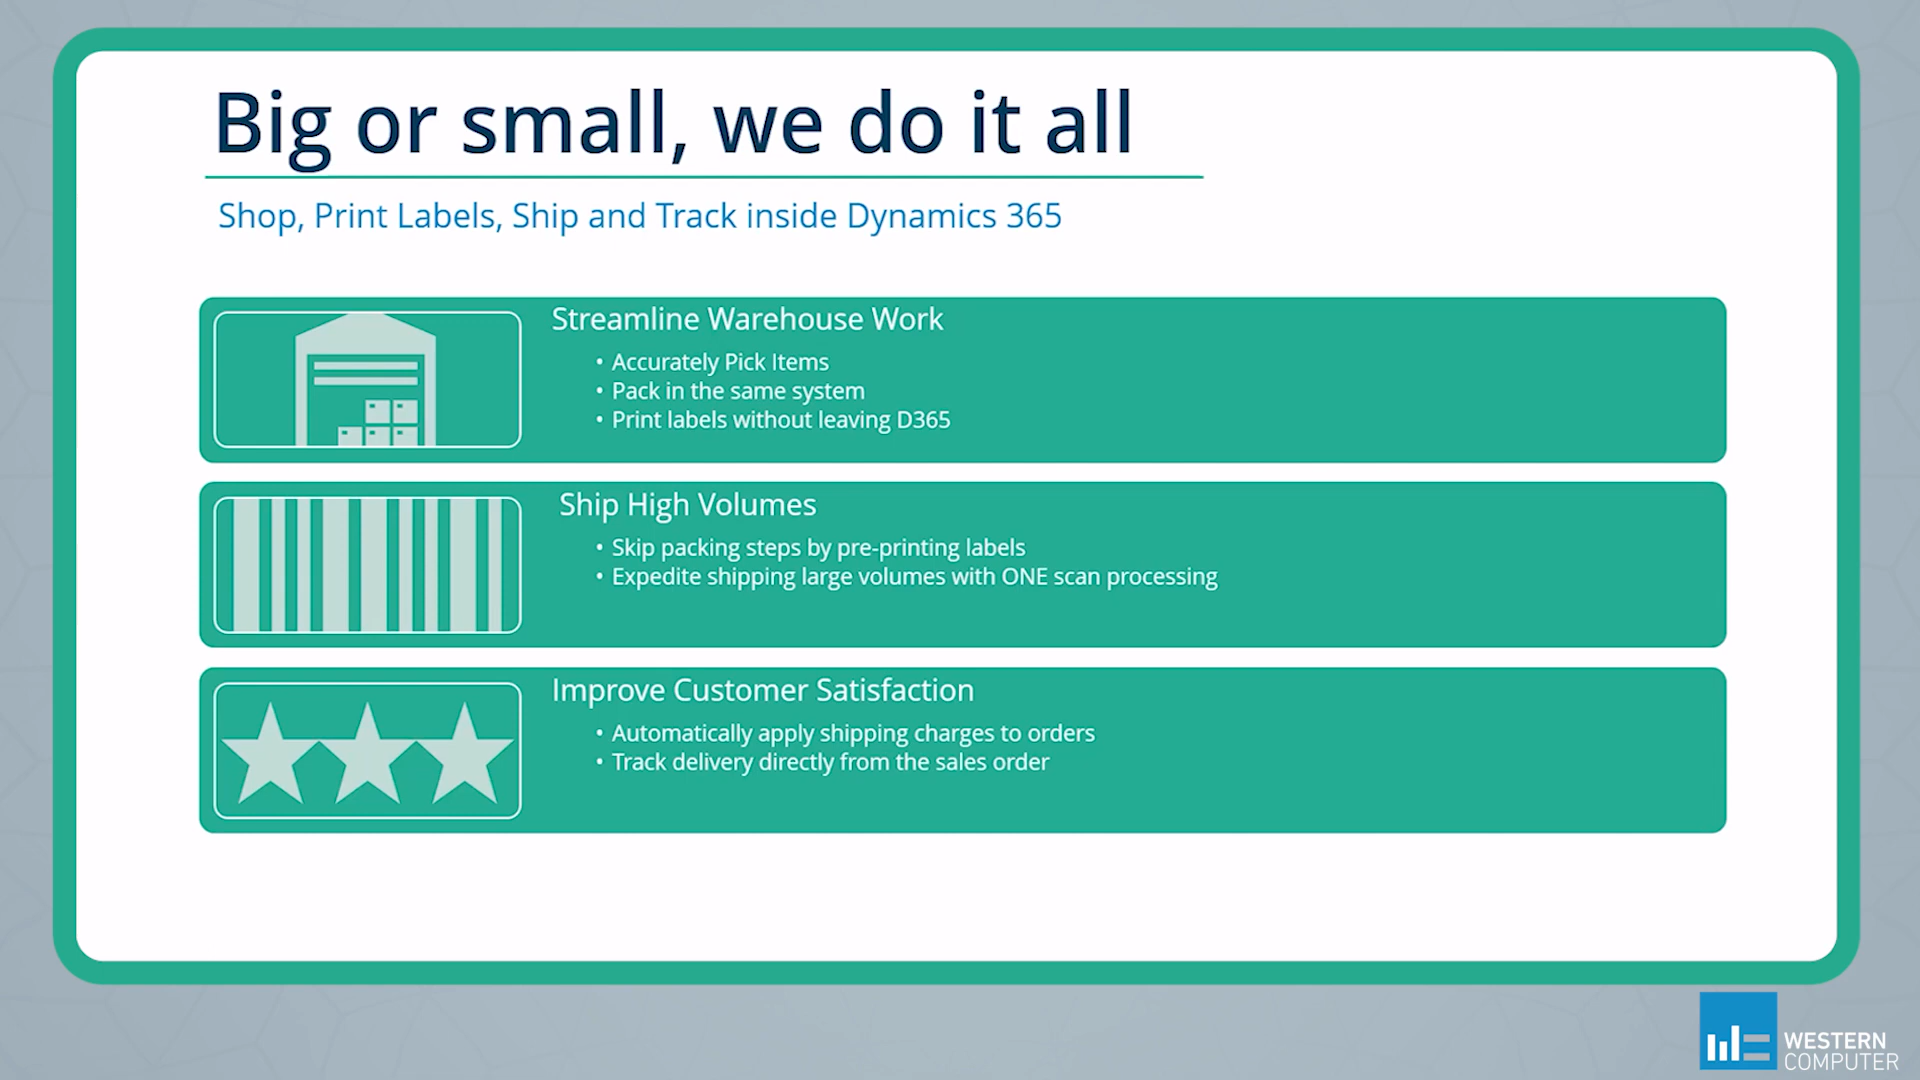 Big or small, we do it all
Shop, Print Labels, Ship and Track inside Dynamics 365
Streamline Warehouse Work
• Accurately Pick Items
• Pack in the same system
• Print labels without leaving D365
Ship High Volumes
• Skip packing steps by pre-printing labels
• Expedite shipping large volumes with ONE scan processing
Improve Customer Satisfaction
• Automatically apply shipping charges to orders
• Track delivery directly from the sales order
WESTERN
COMPUTER